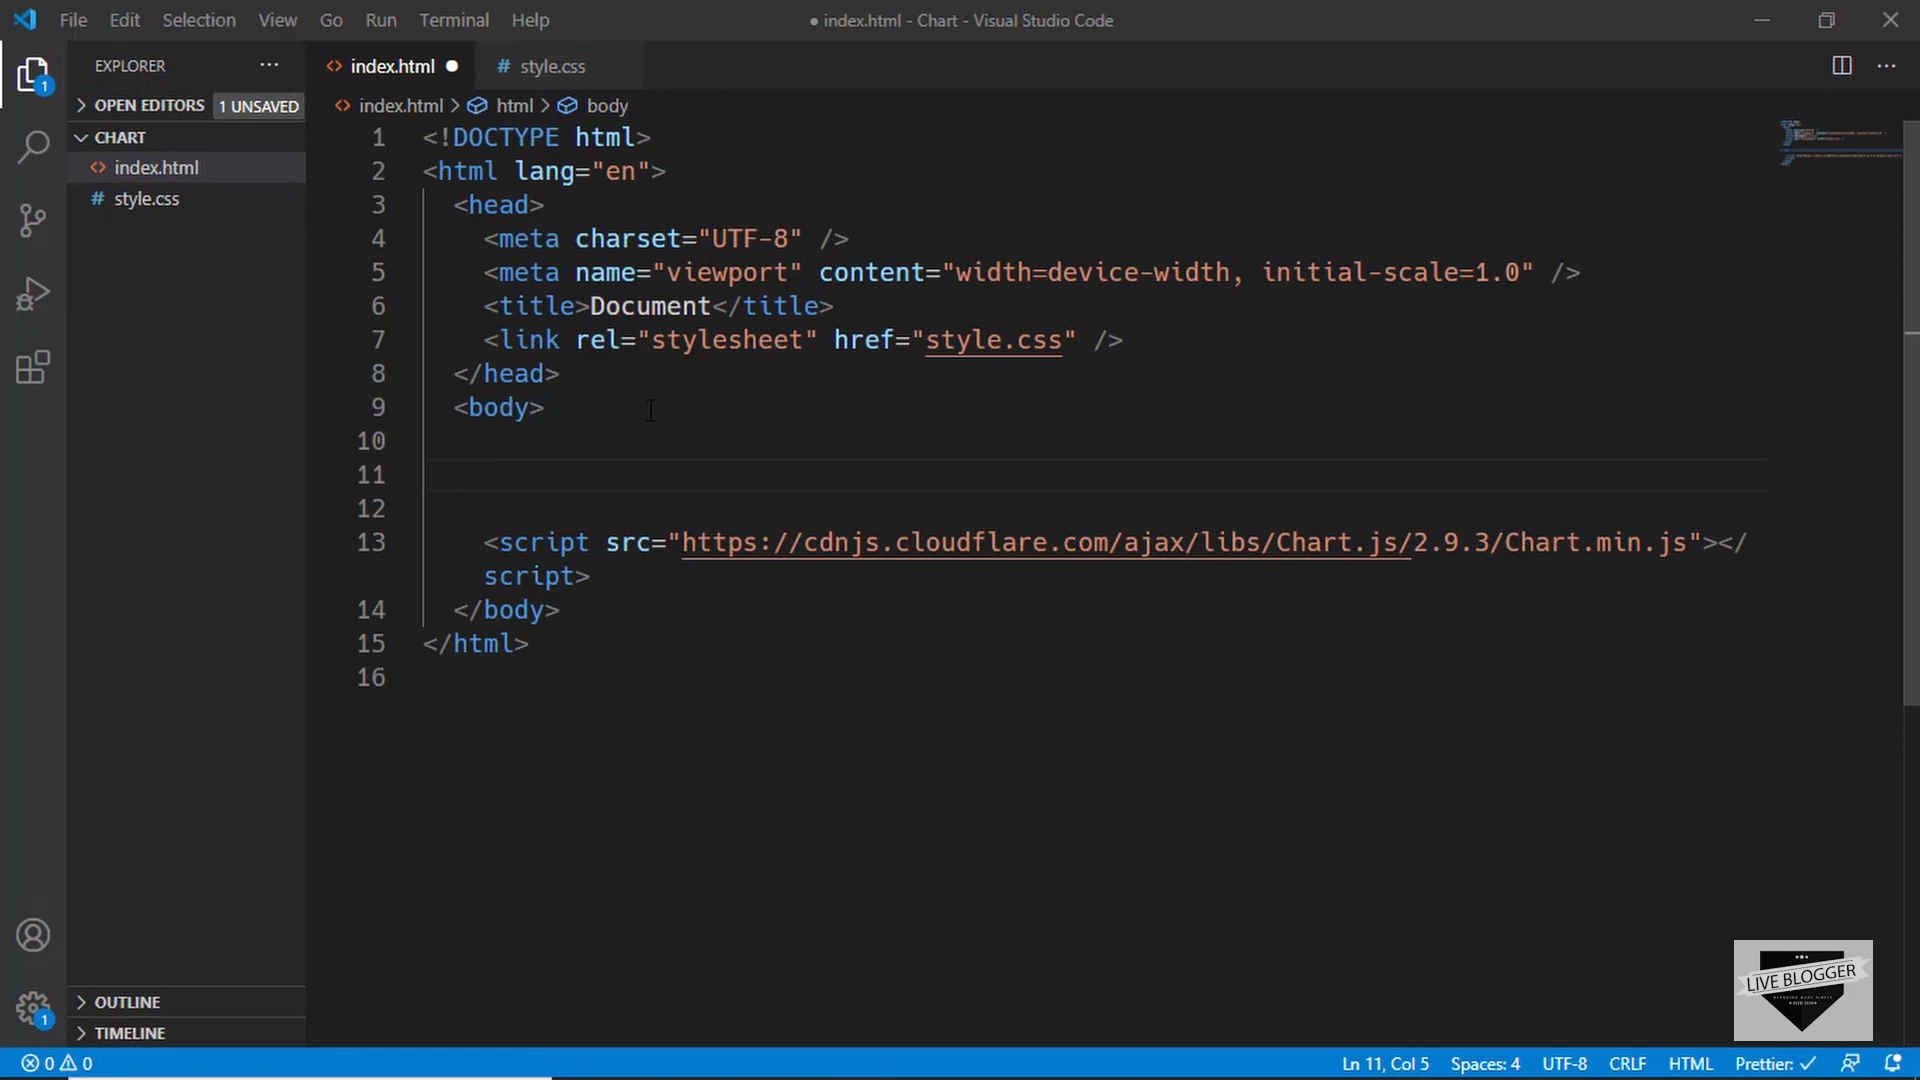 File Edit Selection View Go Run Terminal Help
● index.html - Chart - Visual Studio Code
EXPLORER
OPEN EDITORS 1 UNSAVED
CHART
index.html
# style.css
OUTLINE
TIMELINE
1
1
index.html ●
# style.css
index.html > html > body
1 <!DOCTYPE html>
2 <html lang="en">
3 <head>
4 <meta charset="UTF-8" />
5 <meta name="viewport" content="width=device-width, initial-scale=1.0" />
6 <title>Document</title>
7 <link rel="stylesheet" href="style.css" />
8 </head>
9 <body>
10
11
12
13 <script src="https://cdnjs.cloudflare.com/ajax/libs/Chart.js/2.9.3/Chart.min.js"></
script>
14 </body>
15 </html>
16
LIVE BLOGGER
0 0
Ln 11, Col 5 Spaces: 4 UTF-8 CRLF HTML Prettier: ✓